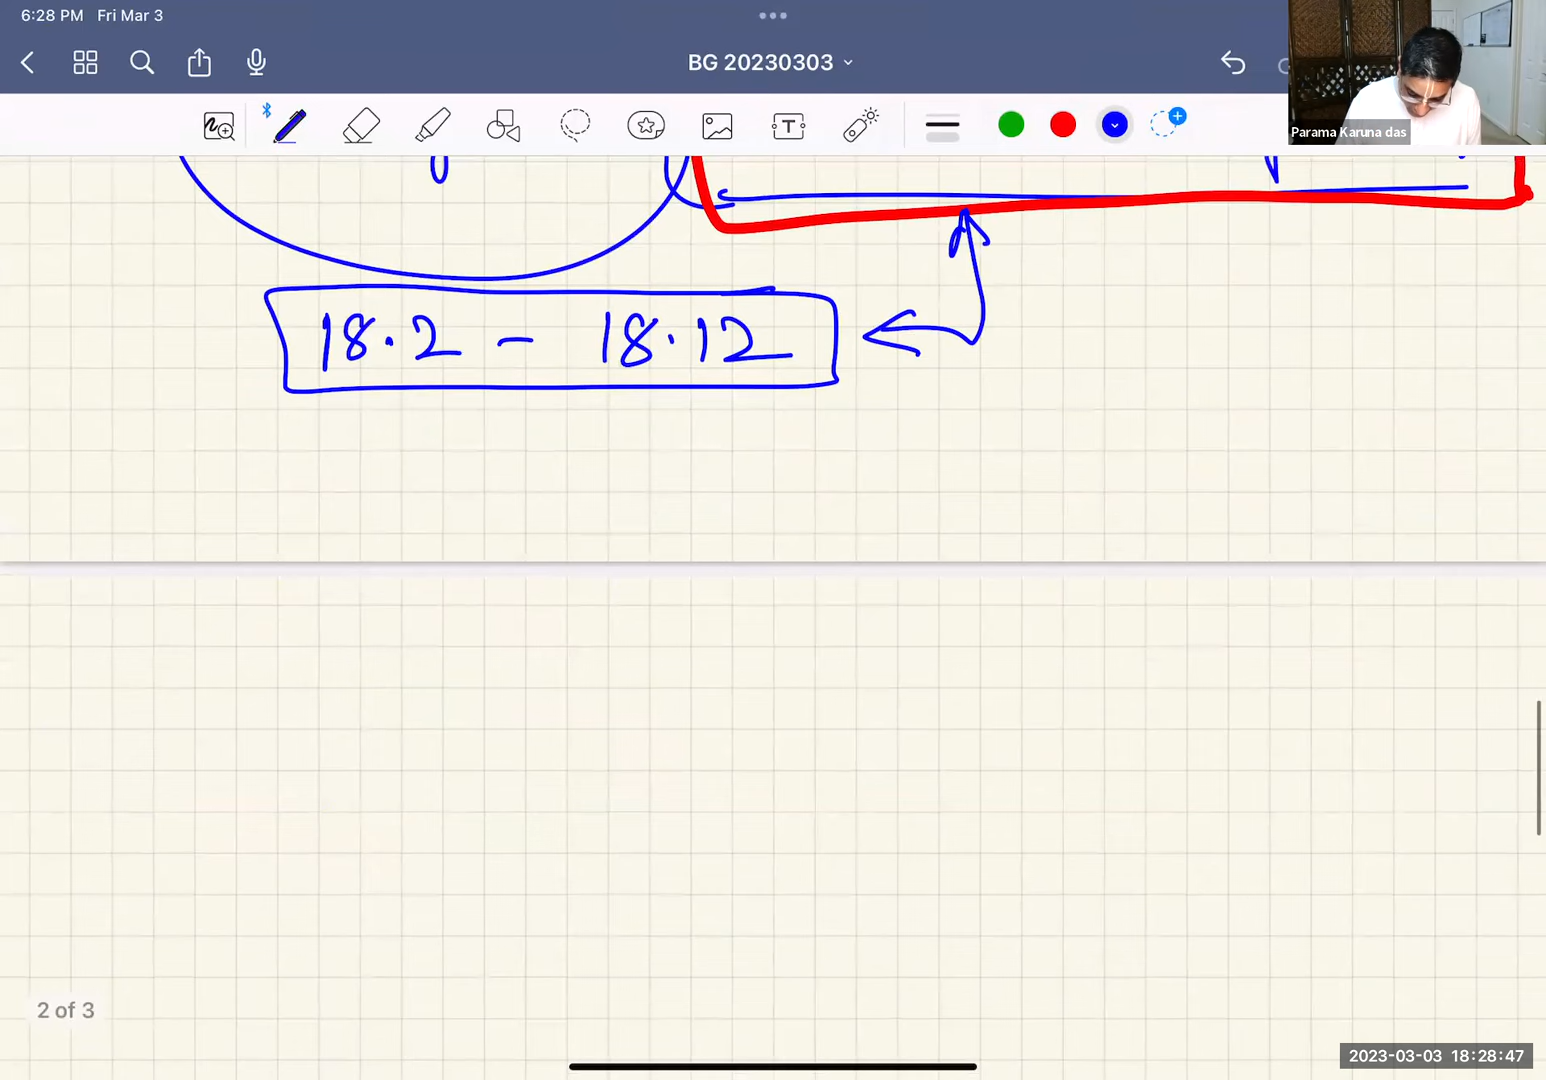 6:28 PM Fri Mar 3
BG 20230303
T
Parama Karuna das
18.2 - 18.12
2 of 3
2023-03-03 18:28:47